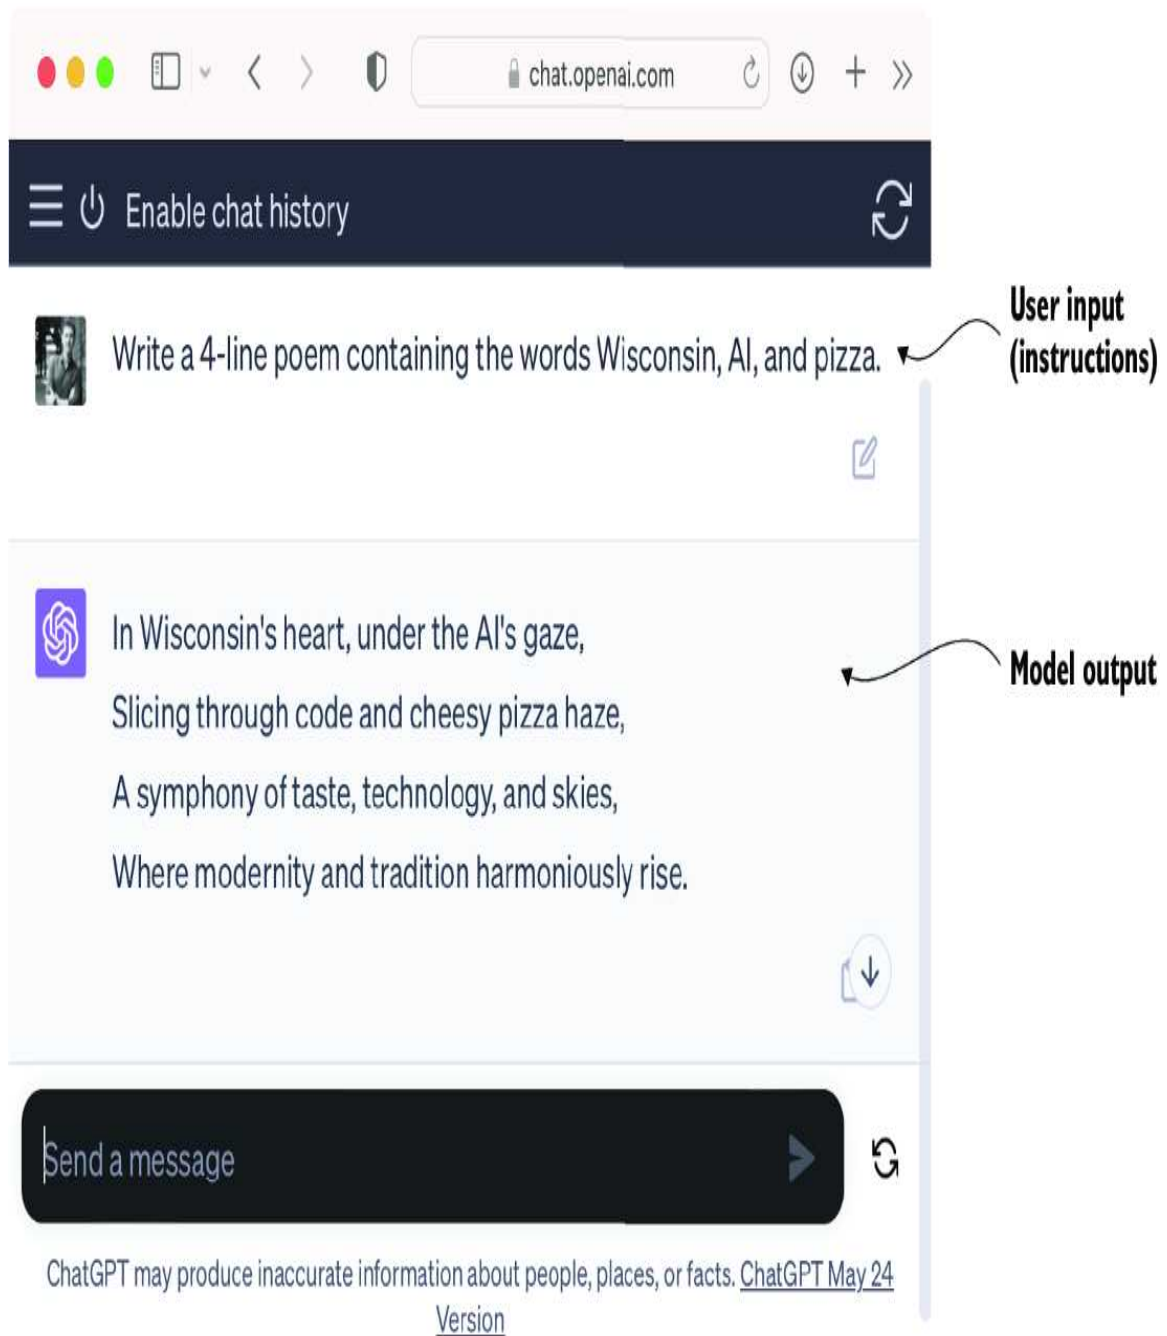 chat.openai.com
Enable chat history
Write a 4-line poem containing the words Wisconsin, AI, and pizza.
User input
(instructions)
In Wisconsin's heart, under the AI's gaze,
Slicing through code and cheesy pizza haze,
A symphony of taste, technology, and skies,
Where modernity and tradition harmoniously rise.
Model output
Send a message
ChatGPT may produce inaccurate information about people, places, or facts. ChatGPT May 24
Version